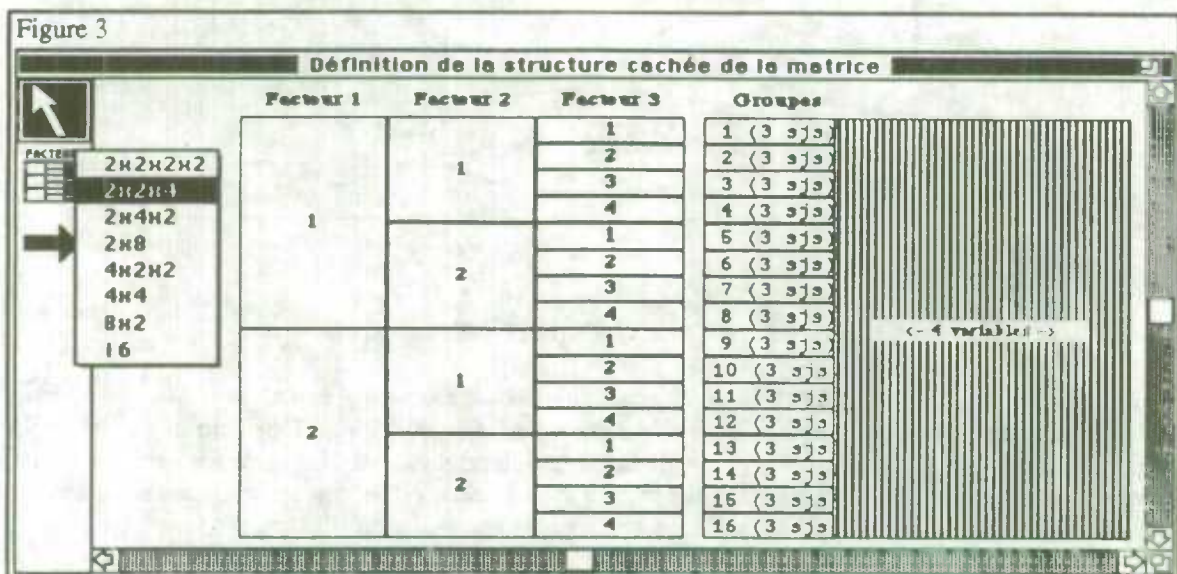 Figure 3
Définition de la structure cachée de la matrice
Facteur 1 Facteur 2 Facteur 3 Groupes
FACTEU
2x2x2x2
2x2x4
2x4x2
2x8
4x2x2
4x4
8x2
16
1
2
1
2
1
2
1
2
3
4
1
2
3
4
1
2
3
4
1
2
3
4
1 (3 sjs)
2 (3 sjs)
3 (3 sjs)
4 (3 sjs)
5 (3 sjs)
6 (3 sjs)
7 (3 sjs)
8 (3 sjs)
9 (3 sjs)
10 (3 sjs
11 (3 sjs
12 (3 sjs
13 (3 sjs
14 (3 sjs
15 (3 sjs
16 (3 sjs
<- 4 variables ->